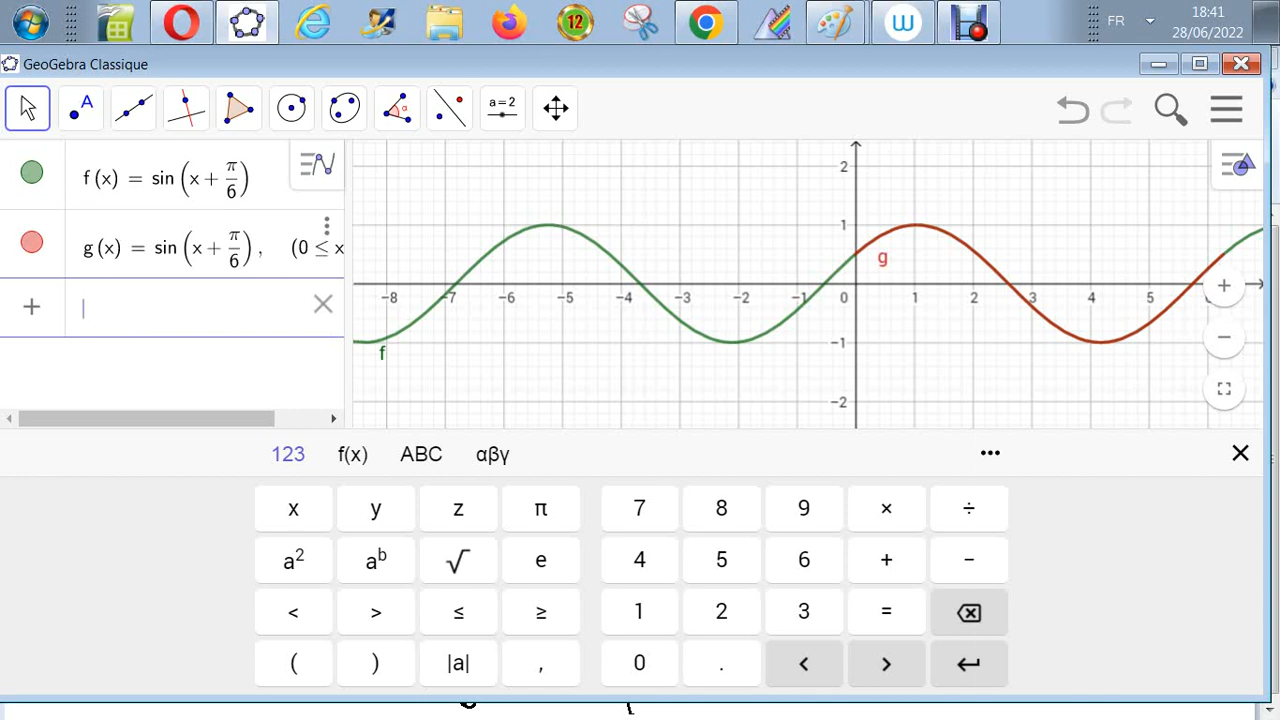 12
W
FR
18:41
28/06/2022
GeoGebra Classique
A
α
a=2
f (x) = sin (x + π/6)
g (x) = sin (x + π/6) , (0 ≤ x
+
2
1
−8 −7 −6 −5 −4 −3 −2 −1 0 1 2 3 4 5
−1
−2
g
f
+
−
123 f(x) ABC αβγ ••• ×
x y z π 7 8 9 × ÷
a² aᵇ √ e 4 5 6 + −
< > ≤ ≥ 1 2 3 =
( ) |a| , 0 . < >